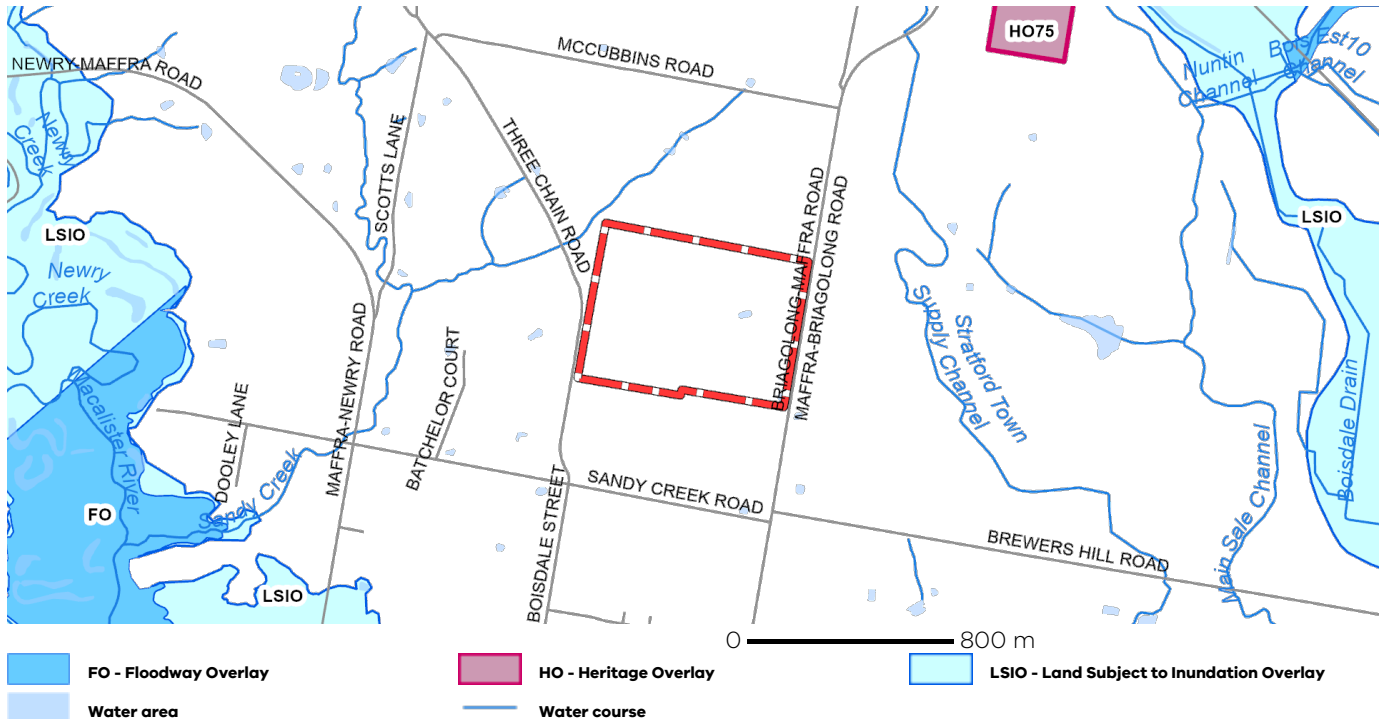 HO75
MCCUBBINS ROAD
NEWRY-MAFFRA ROAD
Nuntin
Channel
Bpts Est10
Channel
Newry
Creek
SCOTTS LANE
THREE CHAIN ROAD
BRIAGOLONG-MAFFRA ROAD
MAFFRA-BRIAGOLONG ROAD
LSIO
LSIO
Newry
Creek
Stratford Town
Supply Channel
MAFFRA-NEWRY ROAD
BATCHELOR COURT
DOOLEY LANE
Macalister River
Boisdale Drain
Main Sale Channel
Sandy Creek
BOISDALE STREET
SANDY CREEK ROAD
FO
BREWERS HILL ROAD
LSIO
0 800 m
FO - Floodway Overlay
HO - Heritage Overlay
LSIO - Land Subject to Inundation Overlay
Water area
Water course